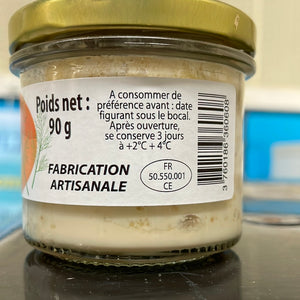 Poids net :
90 g
A consommer de
préférence avant : date
figurant sous le bocal.
Après ouverture,
se conserve 3 jours
à +2°C + 4°C
FABRICATION
ARTISANALE
FR
50.550.001
CE
3 760186 360608